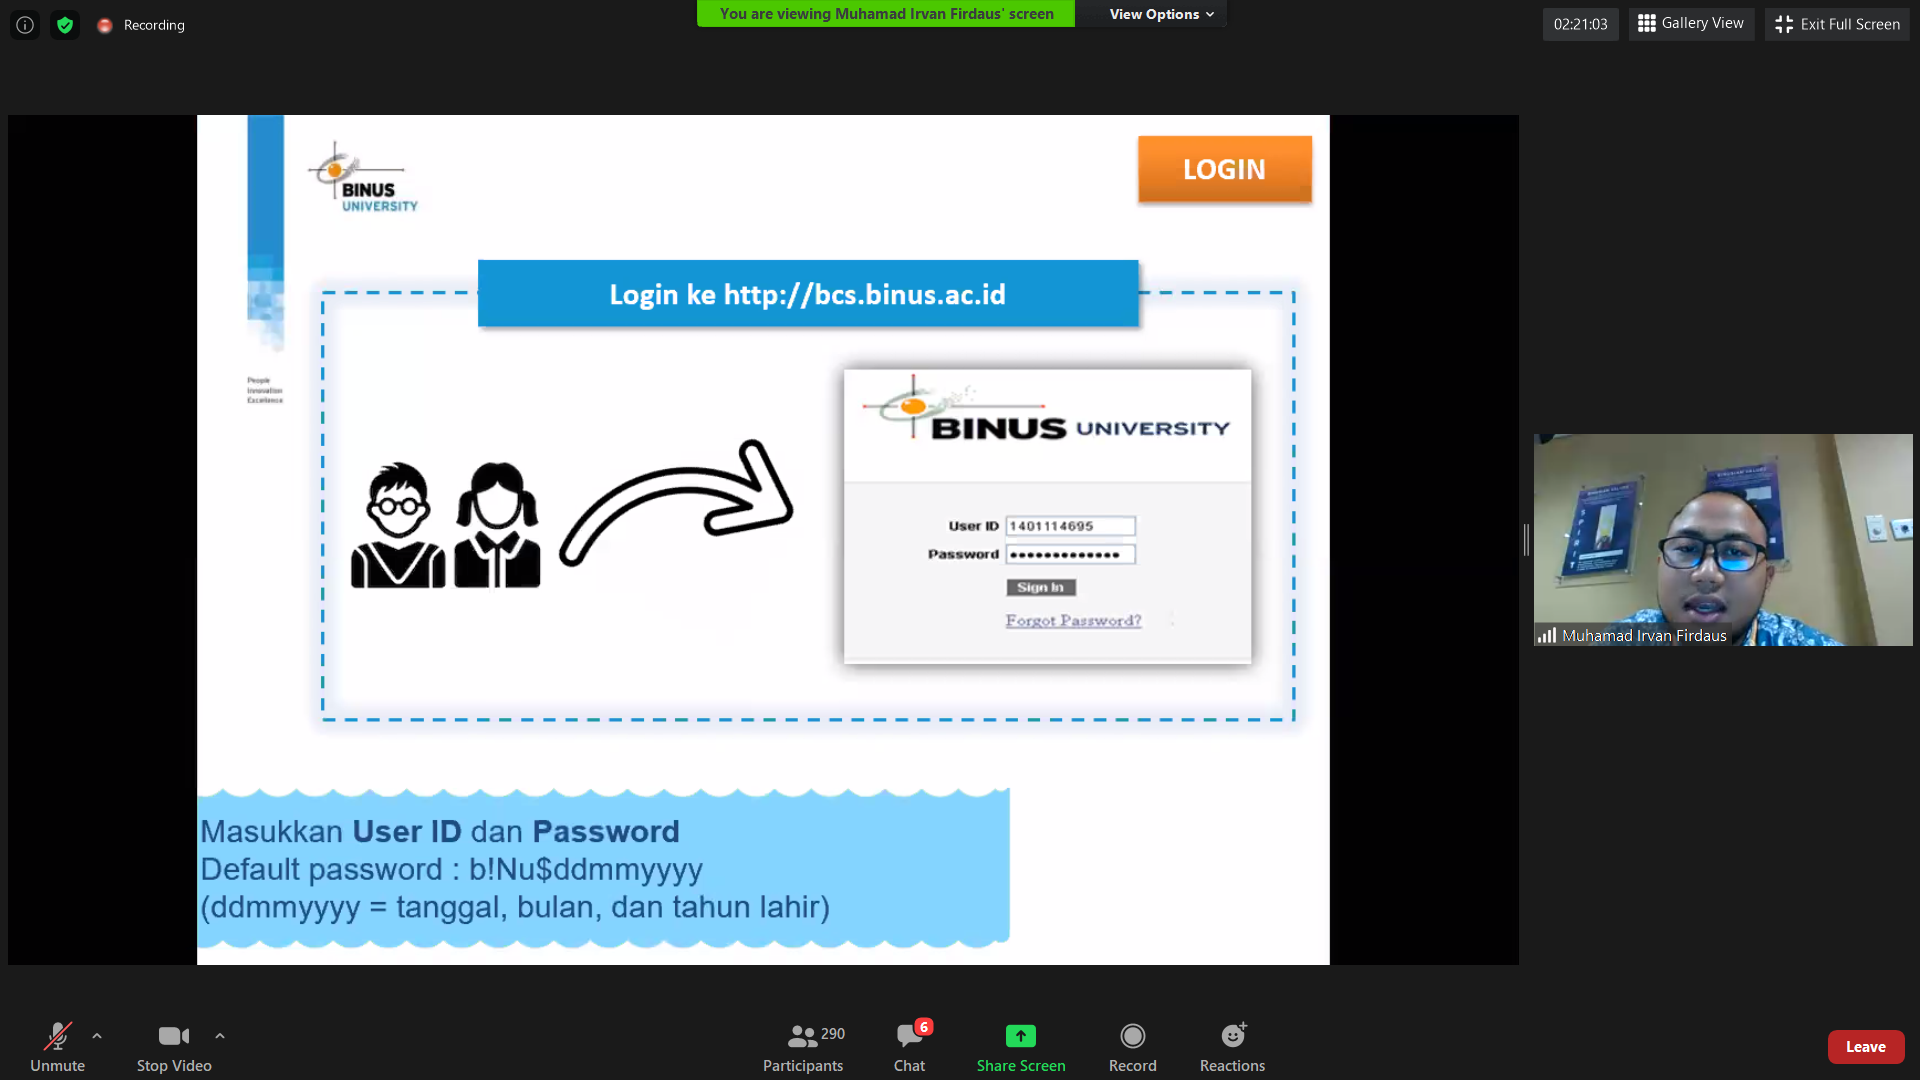 Recording
You are viewing Muhamad Irvan Firdaus' screen
View Options
02:21:03
Gallery View
Exit Full Screen
BINUS
UNIVERSITY
LOGIN
Login ke http://bcs.binus.ac.id
People
Innovation
Excellence
BINUS UNIVERSITY
User ID 1401114695
Password
Sign In
Forgot Password?
Masukkan User ID dan Password
Default password : b!Nu$ddmmyyyy
(ddmmyyyy = tanggal, bulan, dan tahun lahir)
Muhamad Irvan Firdaus
Unmute
Stop Video
290
Participants
6
Chat
Share Screen
Record
Reactions
Leave